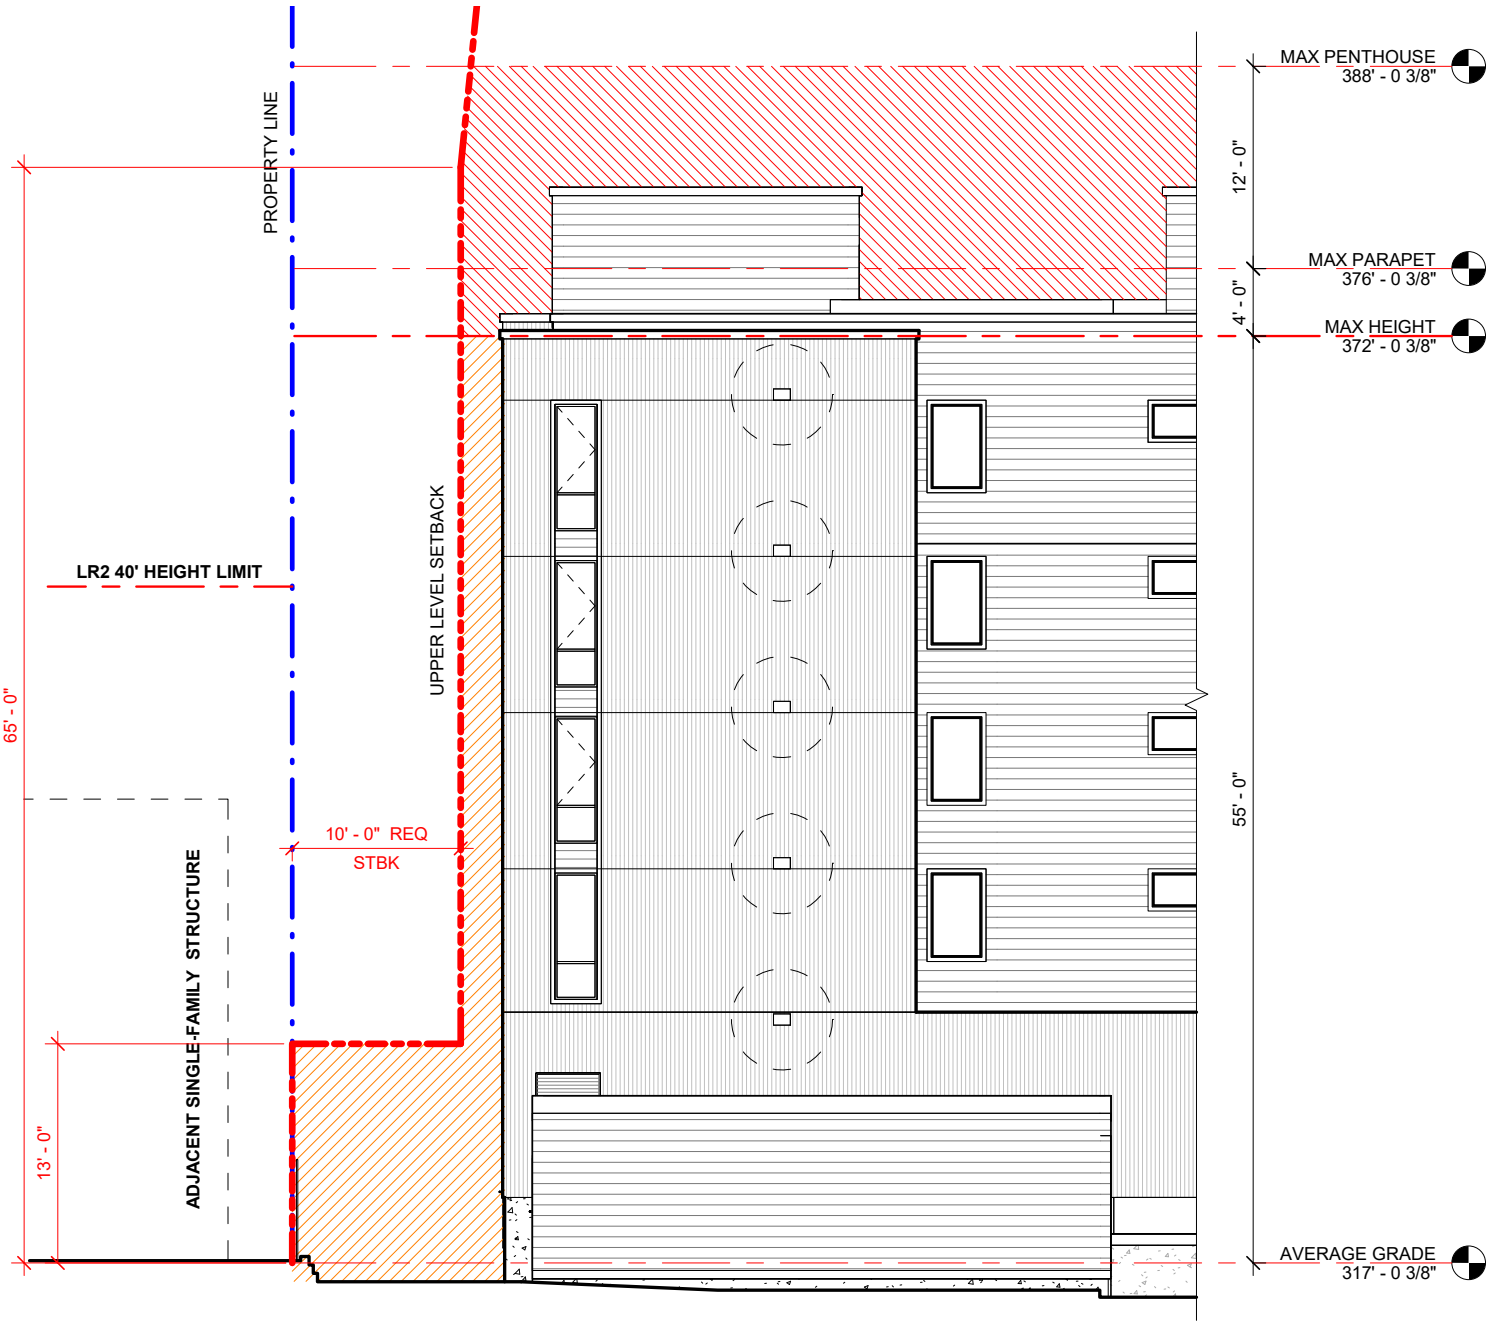 MAX PENTHOUSE
388' - 0 3/8"
PROPERTY LINE
12' - 0"
MAX PARAPET
376' - 0 3/8"
4' - 0"
MAX HEIGHT
372' - 0 3/8"
UPPER LEVEL SETBACK
LR2 40' HEIGHT LIMIT
65' - 0"
55' - 0"
10' - 0" REQ
STBK
ADJACENT SINGLE-FAMILY STRUCTURE
13' - 0"
AVERAGE GRADE
317' - 0 3/8"